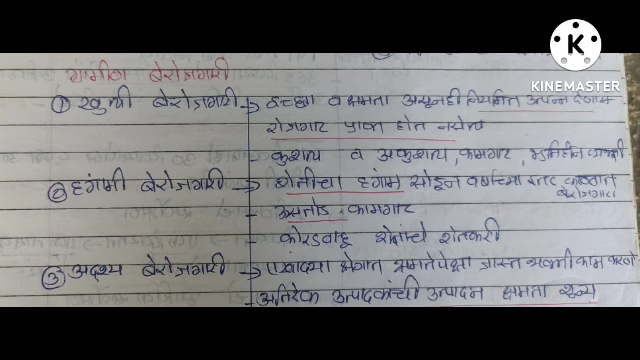 KINEMASTER
ग्रामीण बेरोजगारी
① खुली बेरोजगारी → इच्छा व क्षमता असूनही नियमित उत्पन्न देणारा
रोजगार प्राप्त होत नसेल
कुशल व अकुशल, कामगार, भूमिहीन
② हंगामी बेरोजगारी → शेतीचा हंगाम सोडून वर्षाच्या इतर काळात
बेरोजगार
ऊसतोड कामगार
कोरडवाहू शेतीचे शेतकरी
③ अदृश्य बेरोजगारी → एखाद्या क्षेत्रात क्षमतेपेक्षा जास्त काम करणे
अतिरेक उत्पादकांची उत्पादन क्षमता शून्य